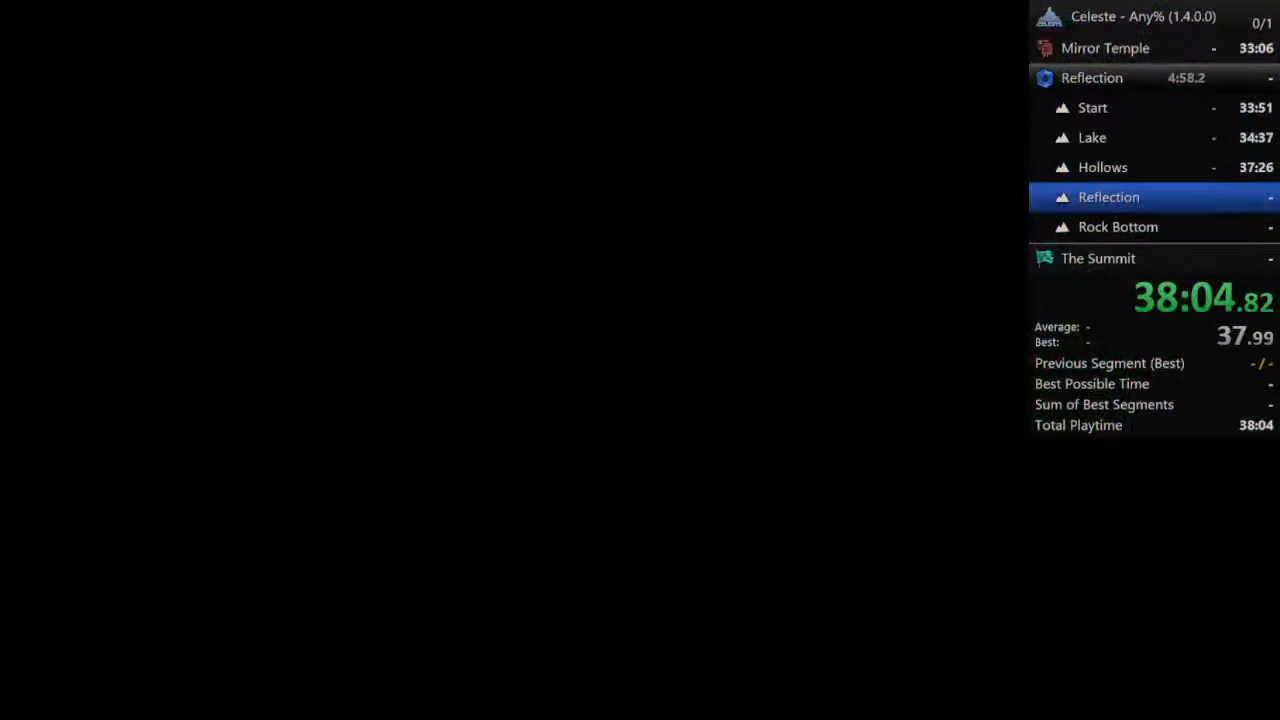 Celeste - Any% (1.4.0.0) 0/1
Mirror Temple - 33:06
Reflection 4:58.2 -
Start - 33:51
Lake - 34:37
Hollows - 37:26
Reflection -
Rock Bottom -
The Summit -
38:04.82
Average: - 37.99
Best: -
Previous Segment (Best) - / -
Best Possible Time -
Sum of Best Segments -
Total Playtime 38:04